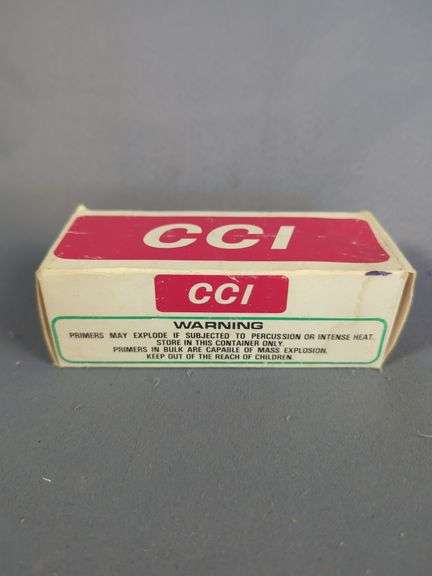 CCI
CCI
WARNING
PRIMERS MAY EXPLODE IF SUBJECTED TO PERCUSSION OR INTENSE HEAT.
STORE IN THIS CONTAINER ONLY.
PRIMERS IN BULK ARE CAPABLE OF MASS EXPLOSION.
KEEP OUT OF THE REACH OF CHILDREN.